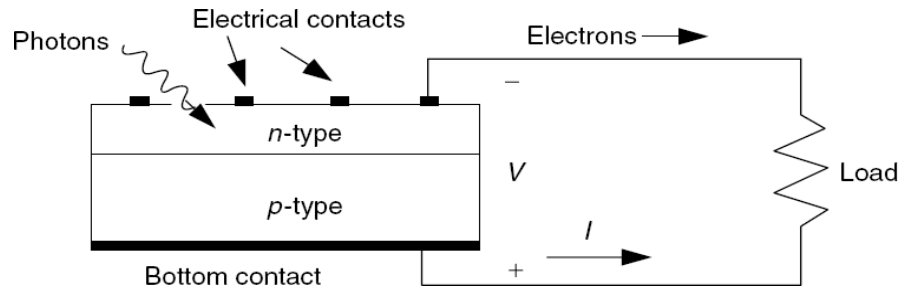 Electrical contacts
Photons
Electrons
−
n-type
V
Load
p-type
I
+
Bottom contact